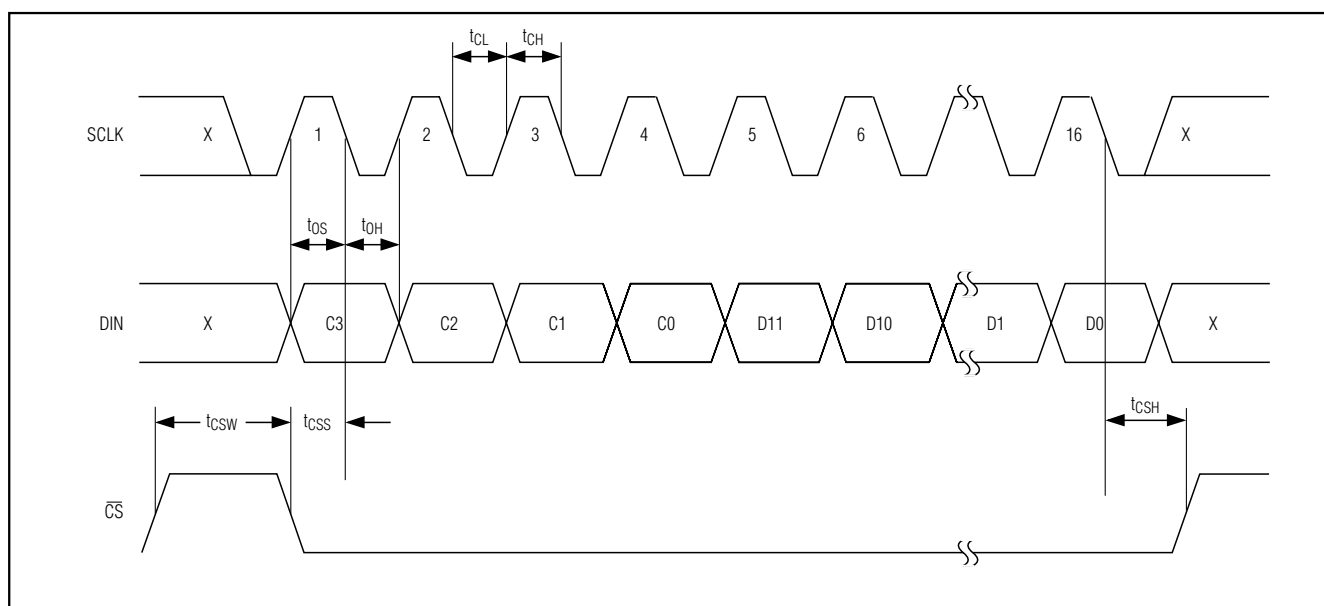 tCL tCH
SCLK X 1 2 3 4 5 6 16 X
tOS tOH
DIN X C3 C2 C1 C0 D11 D10 D1 D0 X
tCSW tCSS tCSH
C̅S̅